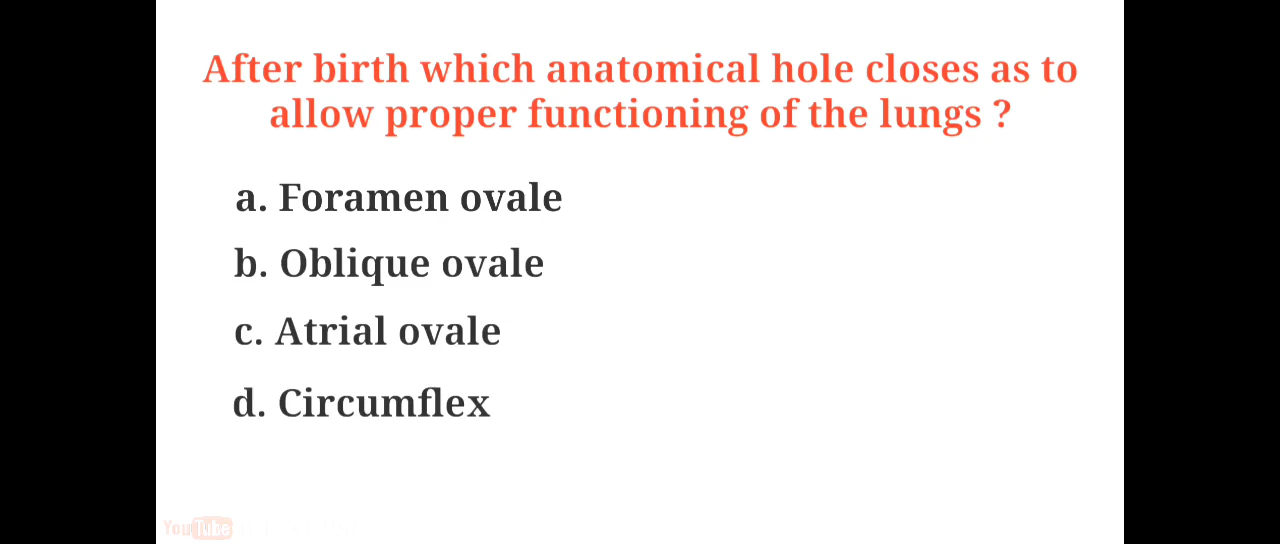 After birth which anatomical hole closes as to
allow proper functioning of the lungs ?
a. Foramen ovale
b. Oblique ovale
c. Atrial ovale
d. Circumflex
YouTube